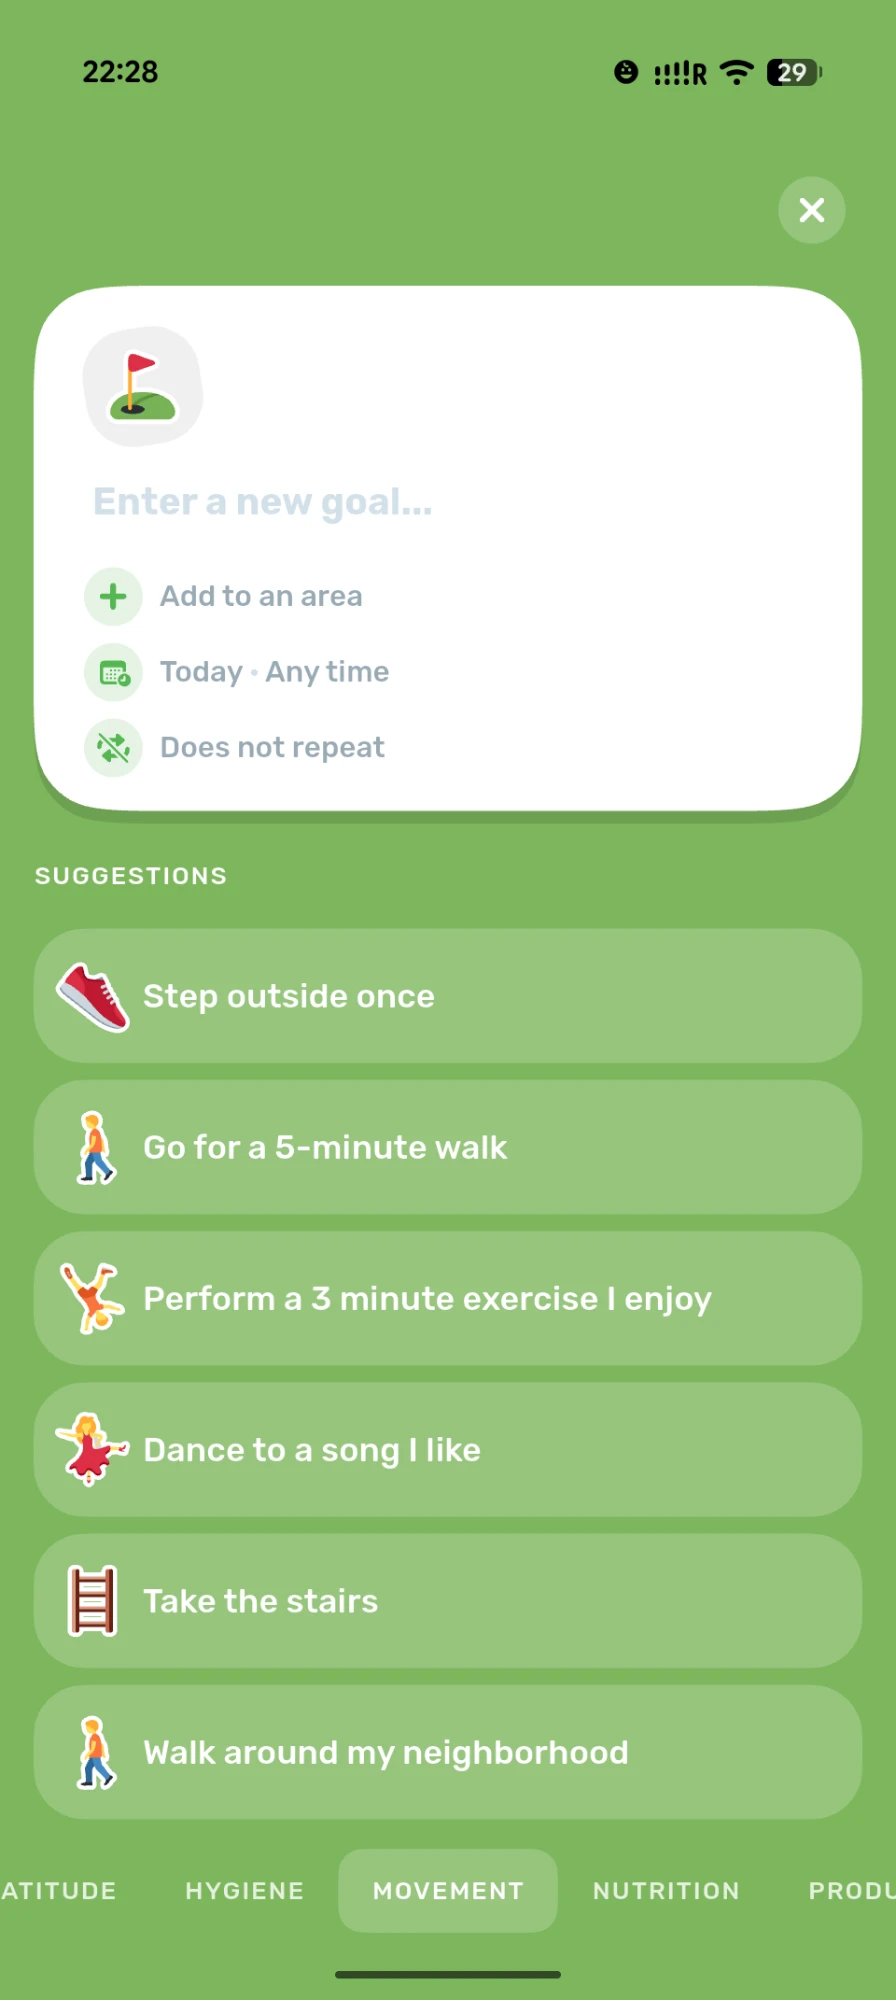 22:28
R
29
Enter a new goal...
Add to an area
Today • Any time
Does not repeat
SUGGESTIONS
Step outside once
Go for a 5-minute walk
Perform a 3 minute exercise I enjoy
Dance to a song I like
Take the stairs
Walk around my neighborhood
ATITUDE HYGIENE MOVEMENT NUTRITION PRODU